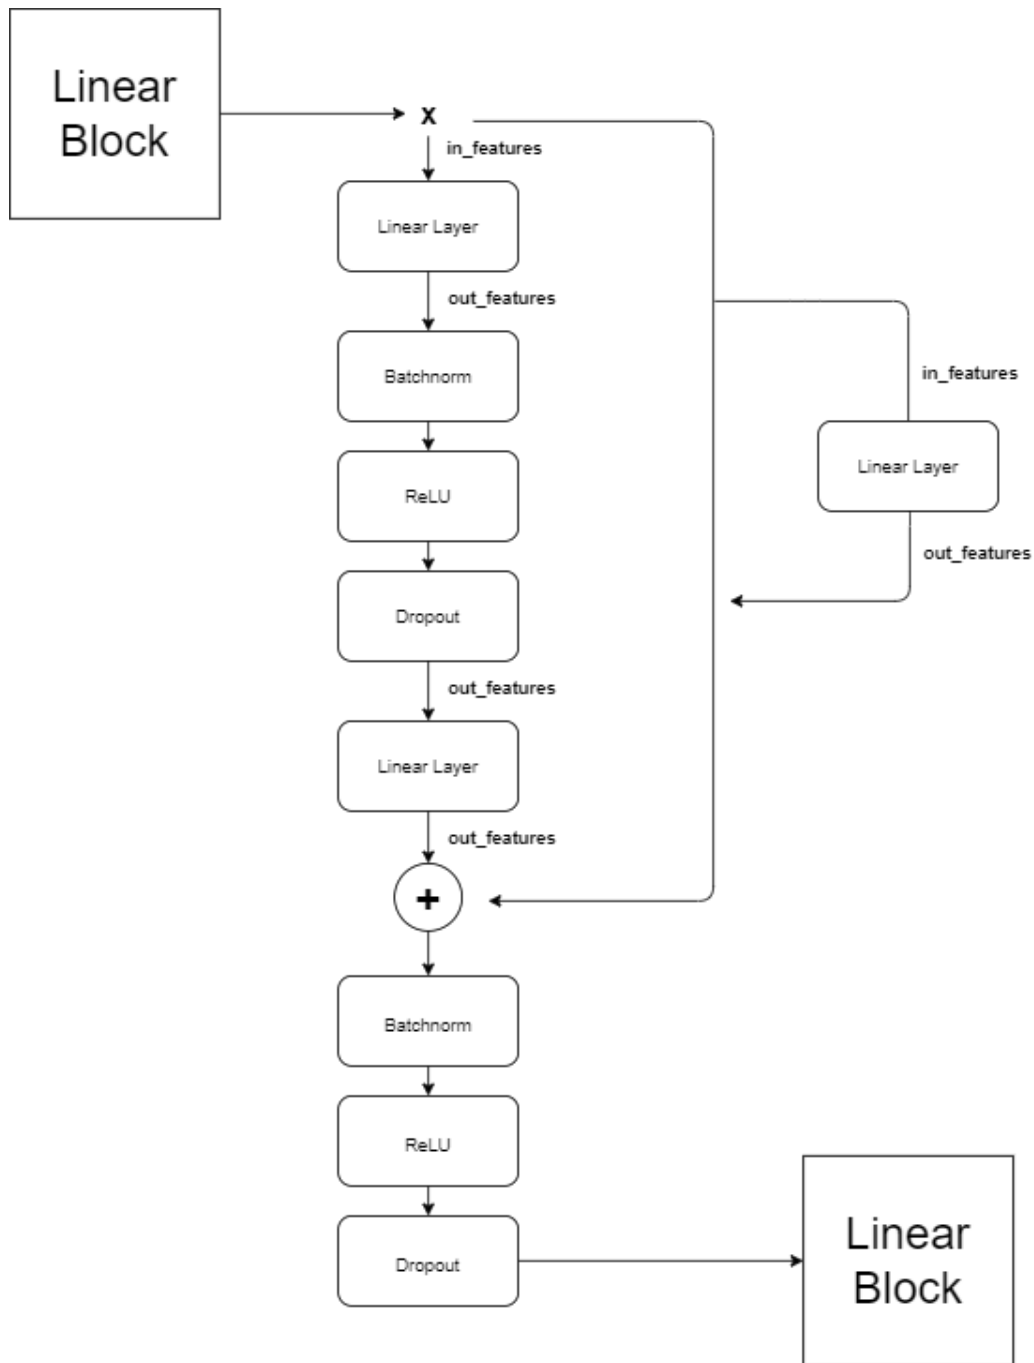 Linear
Block
x
in_features
Linear Layer
out_features
Batchnorm
in_features
Linear Layer
ReLU
out_features
Dropout
out_features
Linear Layer
out_features
+
Batchnorm
ReLU
Dropout
Linear
Block